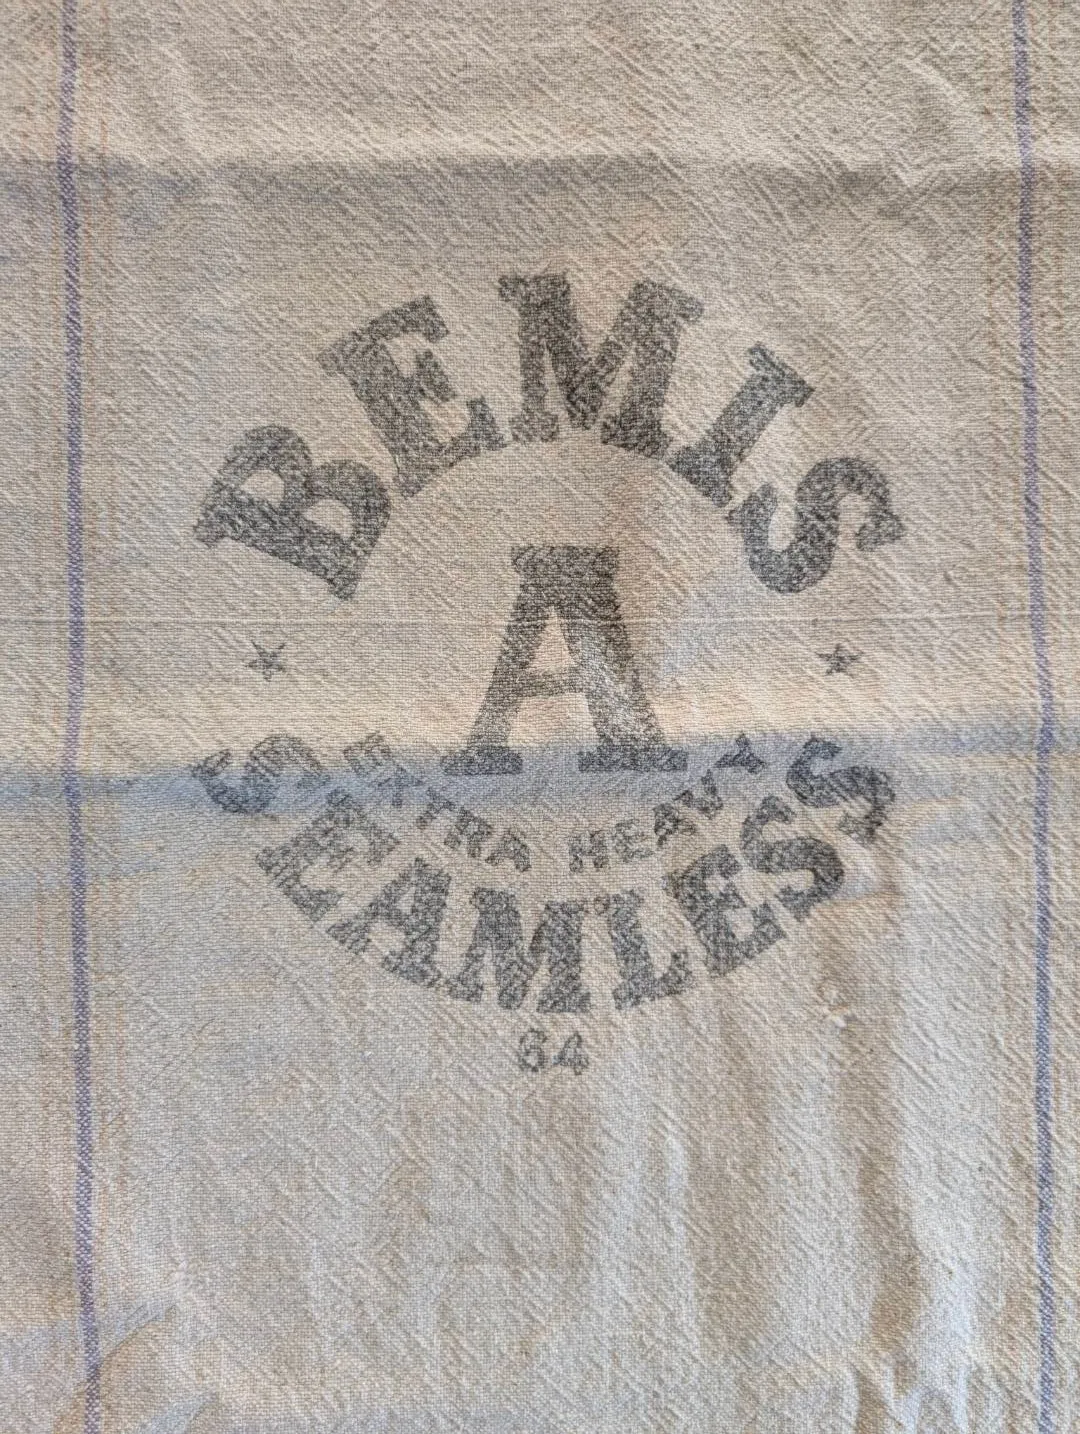 BEMIS
A
EXTRA HEAVY
SEAMLESS
64